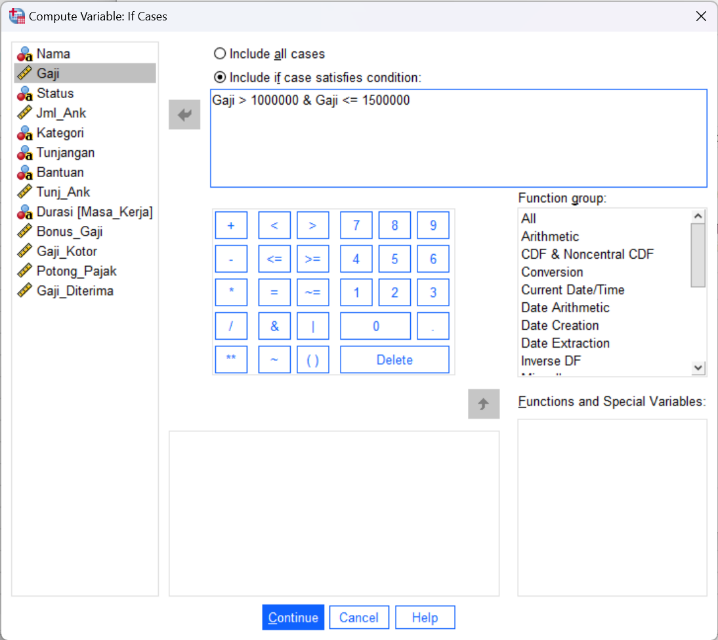 Compute Variable: If Cases
Nama
Gaji
Status
Jml_Ank
Kategori
Tunjangan
Bantuan
Tunj_Ank
Durasi [Masa_Kerja]
Bonus_Gaji
Gaji_Kotor
Potong_Pajak
Gaji_Diterima
Include all cases
Include if case satisfies condition:
Gaji > 1000000 & Gaji <= 1500000
+ < > 7 8 9
- <= >= 4 5 6
* = ~= 1 2 3
/ & | 0 .
** ~ ( ) Delete
Function group:
All
Arithmetic
CDF & Noncentral CDF
Conversion
Current Date/Time
Date Arithmetic
Date Creation
Date Extraction
Inverse DF
Functions and Special Variables:
Continue Cancel Help